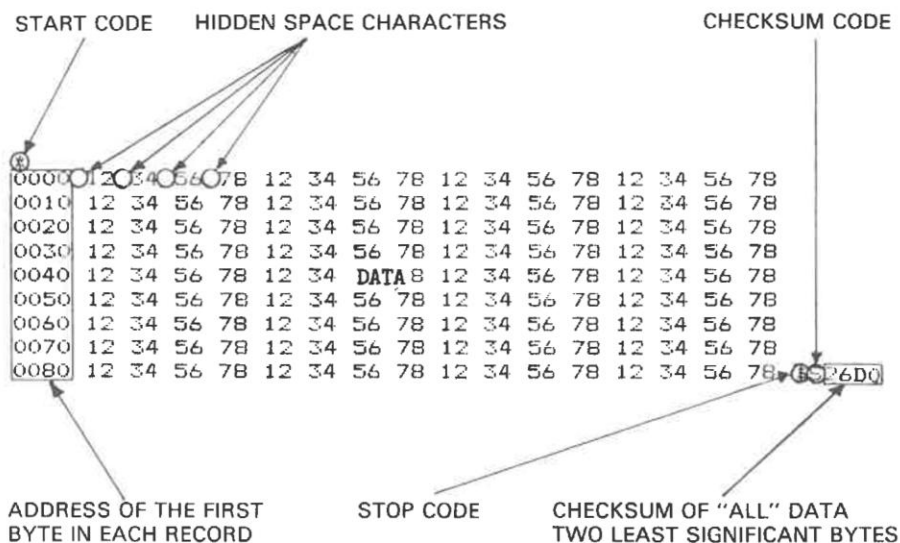 START CODE HIDDEN SPACE CHARACTERS CHECKSUM CODE
0000 12 34 56 78 12 34 56 78 12 34 56 78 12 34 56 78
0010 12 34 56 78 12 34 56 78 12 34 56 78 12 34 56 78
0020 12 34 56 78 12 34 56 78 12 34 56 78 12 34 56 78
0030 12 34 56 78 12 34 56 78 12 34 56 78 12 34 56 78
0040 12 34 56 78 12 34 DATA 8 12 34 56 78 12 34 56 78
0050 12 34 56 78 12 34 56 78 12 34 56 78 12 34 56 78
0060 12 34 56 78 12 34 56 78 12 34 56 78 12 34 56 78
0070 12 34 56 78 12 34 56 78 12 34 56 78 12 34 56 78
0080 12 34 56 78 12 34 56 78 12 34 56 78 12 34 56 78 26D0
ADDRESS OF THE FIRST STOP CODE CHECKSUM OF "ALL" DATA
BYTE IN EACH RECORD TWO LEAST SIGNIFICANT BYTES